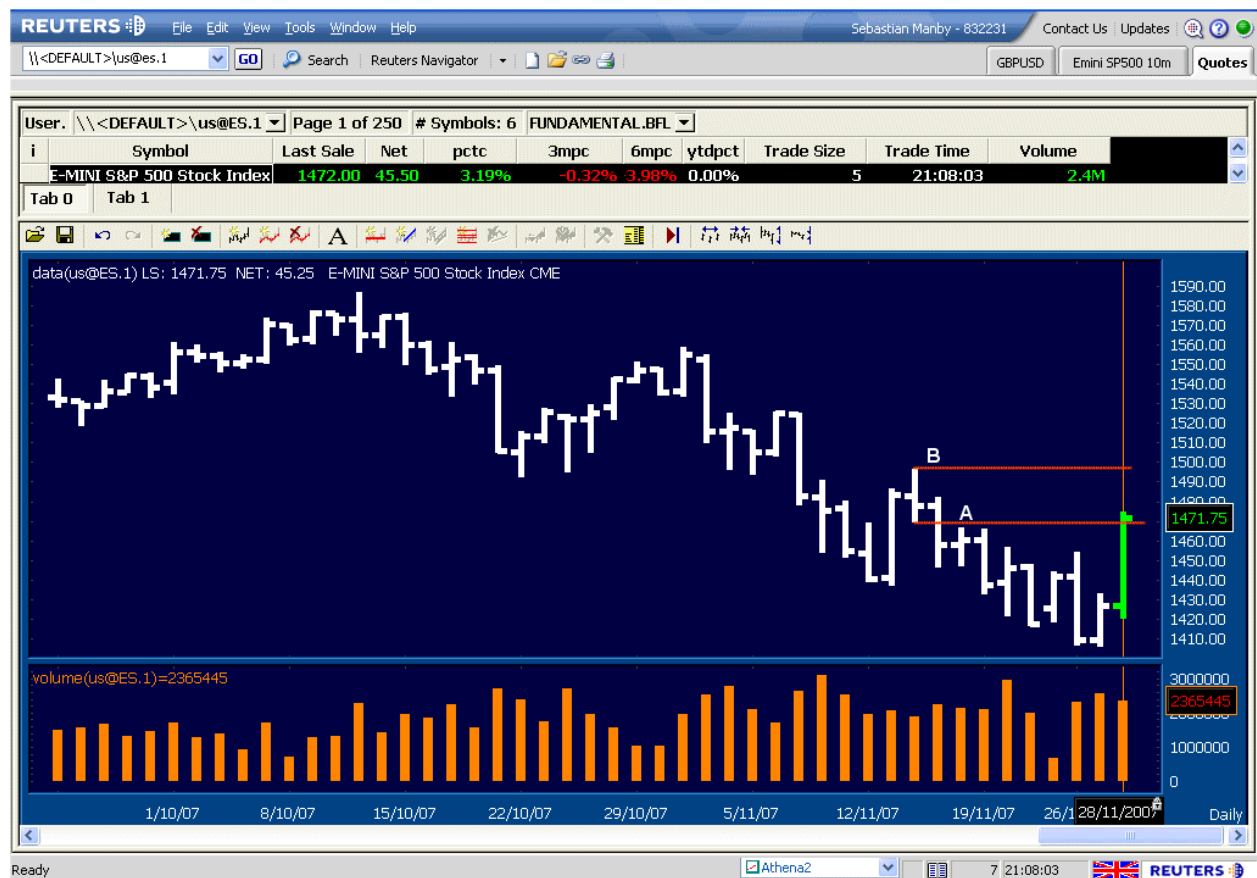 REUTERS File Edit View Tools Window Help Sebastian Manby - 832231 Contact Us Updates
\\<DEFAULT>\us@es.1 GO Search Reuters Navigator GBPUSD Emini SP500 10m Quotes
User. \\<DEFAULT>\us@ES.1 Page 1 of 250 # Symbols: 6 FUNDAMENTAL.BFL
i Symbol Last Sale Net pctc 3mpc 6mpc ytdpct Trade Size Trade Time Volume
E-MINI S&P 500 Stock Index 1472.00 45.50 3.19% -0.32% 3.98% 0.00% 5 21:08:03 2.4M
Tab 0 Tab 1
A
data(us@ES.1) LS: 1471.75 NET: 45.25 E-MINI S&P 500 Stock Index CME
1590.00
1580.00
1570.00
1560.00
1550.00
1540.00
1530.00
1520.00
1510.00
B
1500.00
1490.00
1480.00
A
1471.75
1460.00
1450.00
1440.00
1430.00
1420.00
1410.00
volume(us@ES.1)=2365445
3000000
2365445
2000000
1000000
0
1/10/07 8/10/07 15/10/07 22/10/07 29/10/07 5/11/07 12/11/07 19/11/07 26/1 28/11/2007 Daily
Ready Athena2 7 21:08:03 REUTERS